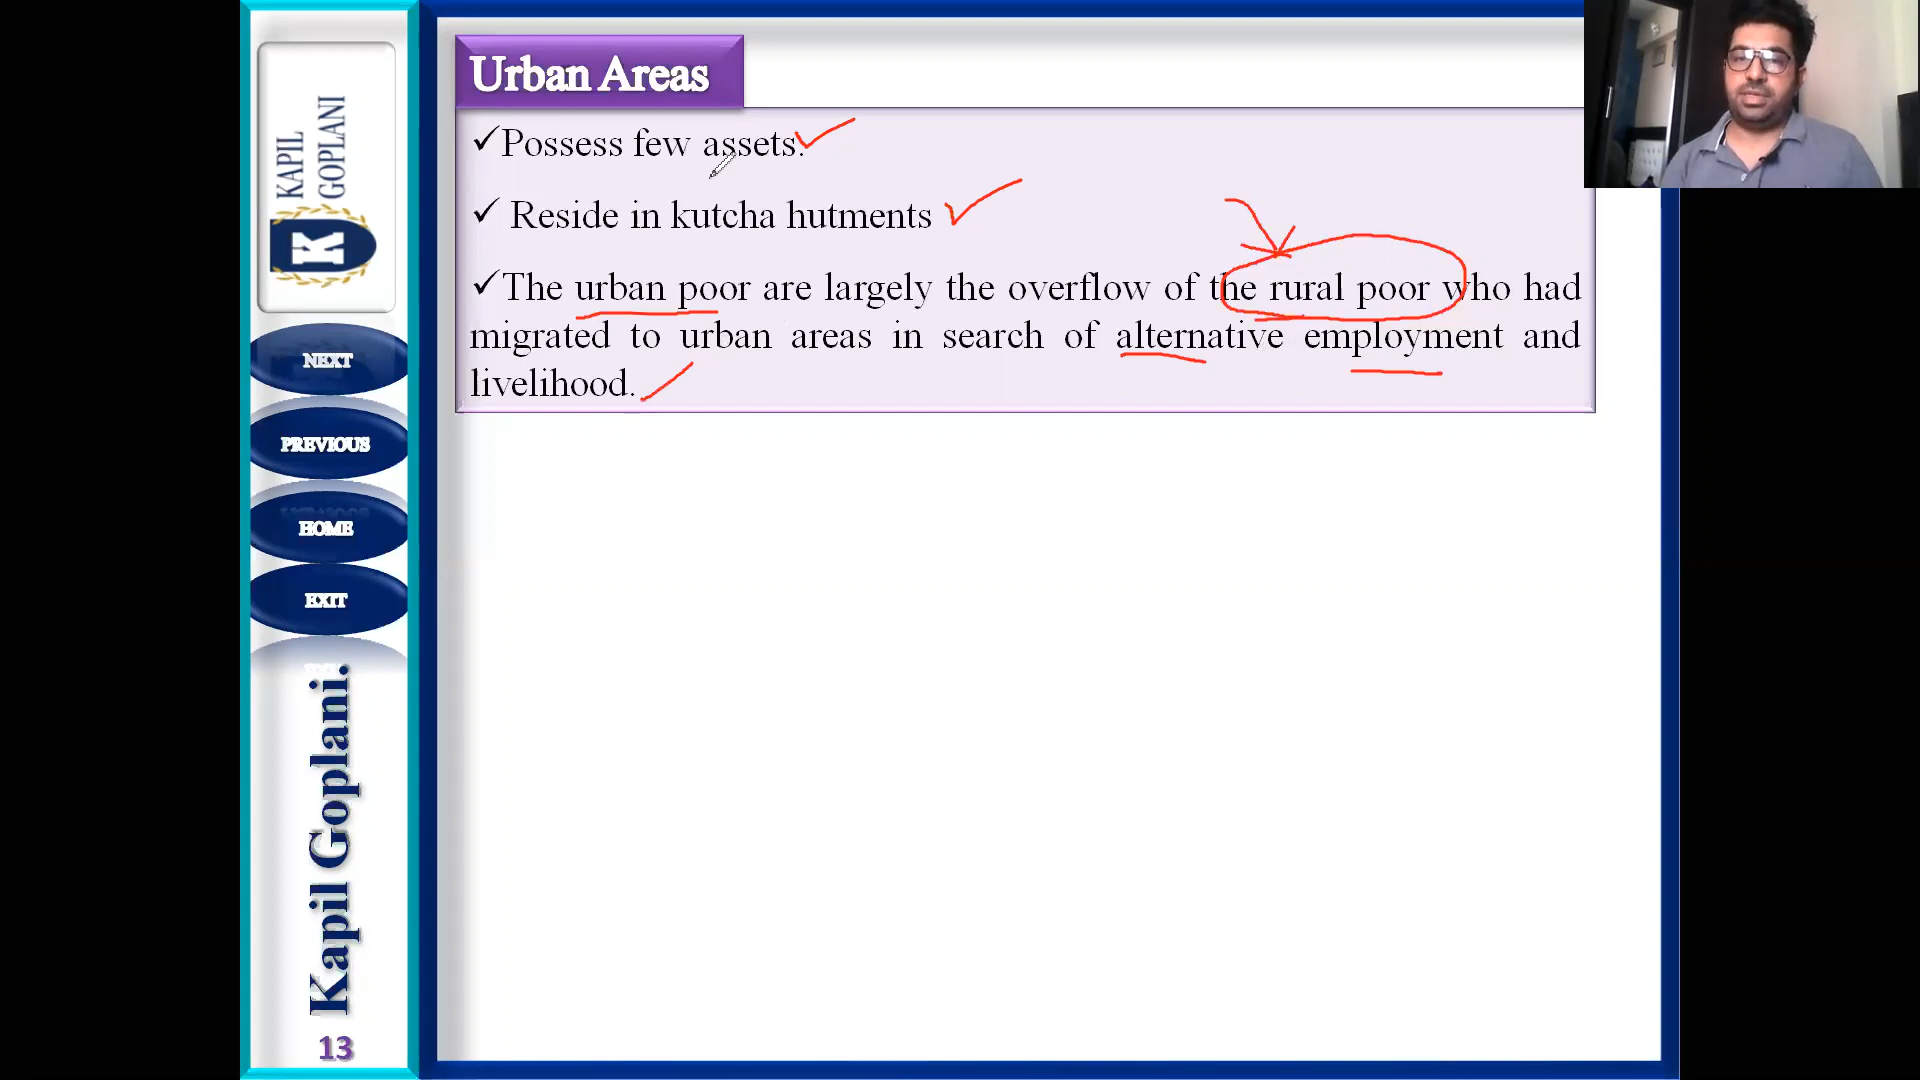 KAPIL
GOPLANI
K
NEXT
PREVIOUS
HOME
EXIT
Kapil Goplani.
13
Urban Areas
✓Possess few assets.
✓ Reside in kutcha hutments
✓The urban poor are largely the overflow of the rural poor who had
migrated to urban areas in search of alternative employment and
livelihood.